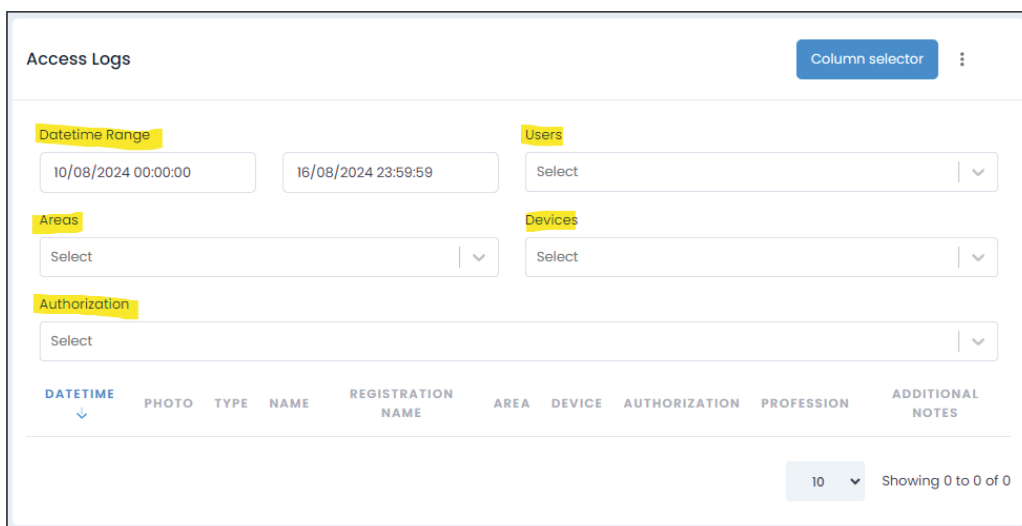 Access Logs
Column selector
Datetime Range
Users
10/08/2024 00:00:00
16/08/2024 23:59:59
Select
Areas
Devices
Select
Select
Authorization
Select
DATETIME
PHOTO
TYPE
NAME
REGISTRATION
NAME
AREA
DEVICE
AUTHORIZATION
PROFESSION
ADDITIONAL
NOTES
10
Showing 0 to 0 of 0